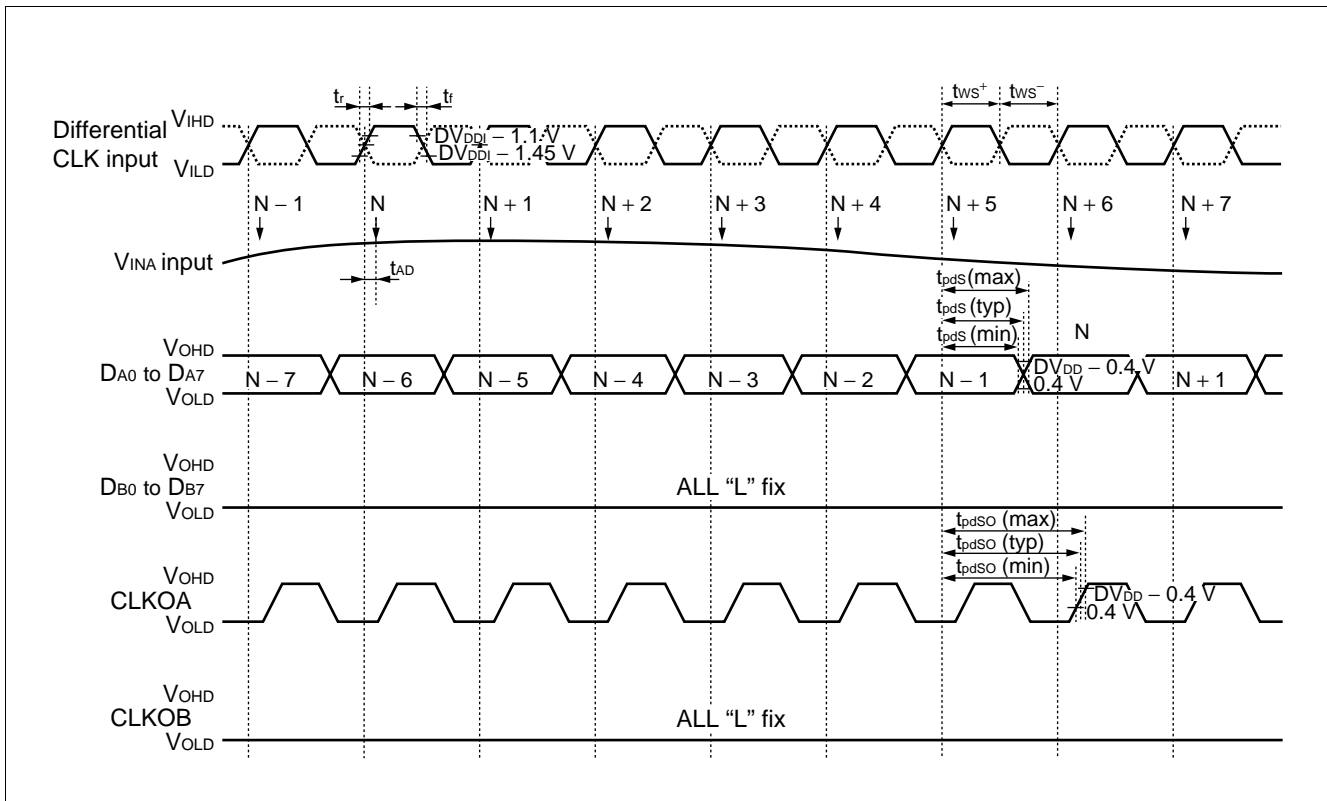 tr tf tWS+ tWS−
Differential CLK input
VIHD
VILD
DVDDI − 1.1 V
DVDDI − 1.45 V
N − 1 N N + 1 N + 2 N + 3 N + 4 N + 5 N + 6 N + 7
VINA input
tAD
tpdS (max)
tpdS (typ)
tpdS (min)
N
VOHD
DA0 to DA7
VOLD
N − 7 N − 6 N − 5 N − 4 N − 3 N − 2 N − 1 N + 1
DVDD − 0.4 V
0.4 V
VOHD
DB0 to DB7
VOLD
ALL “L” fix
tpdSO (max)
tpdSO (typ)
tpdSO (min)
VOHD
CLKOA
VOLD
DVDD − 0.4 V
0.4 V
VOHD
CLKOB
VOLD
ALL “L” fix